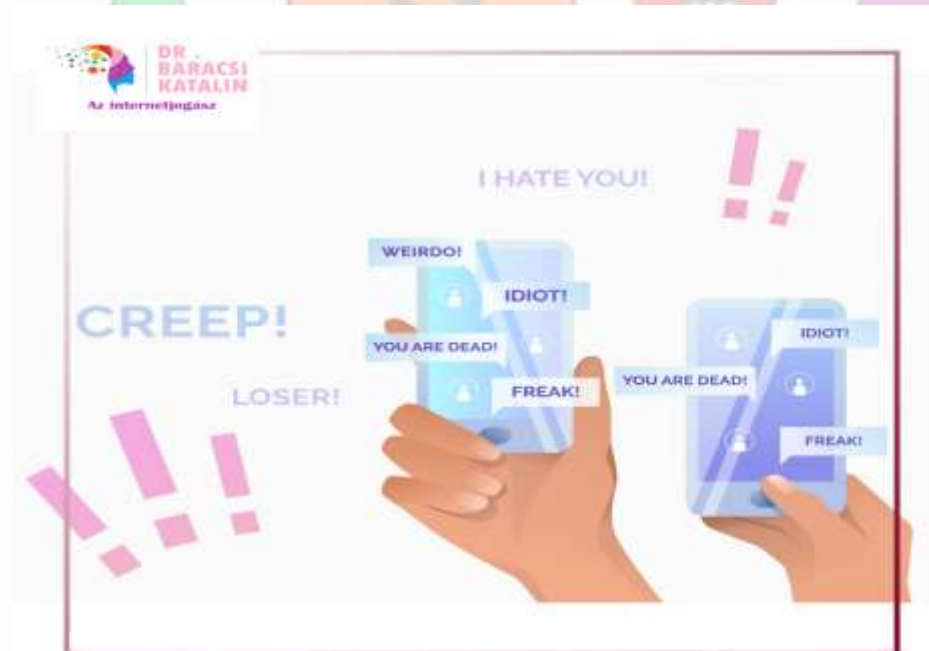 DR.
BARACSI
KATALIN
Az internetjogász
I HATE YOU!
WEIRDO!
IDIOT!
CREEP!
YOU ARE DEAD!
FREAK!
LOSER!
IDIOT!
YOU ARE DEAD!
FREAK!
!!
!!!